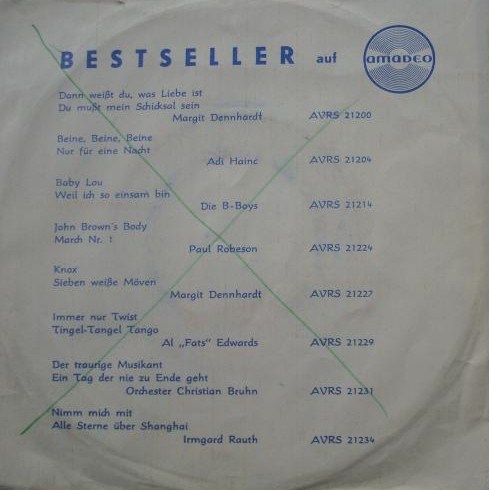 BESTSELLER auf amadeo
Dann weißt du, was Liebe ist
Du mußt mein Schicksal sein
Margit Dennhardt AVRS 21200
Beine, Beine, Beine
Nur für eine Nacht
Adi Hainc AVRS 21204
Baby Lou
Weil ich so einsam bin
Die B-Boys AVRS 21214
John Brown's Body
March Nr. 1
Paul Robeson AVRS 21224
Knox
Sieben weiße Möven
Margit Dennhardt AVRS 21227
Immer nur Twist
Tingel-Tangel Tango
Al „Fats" Edwards AVRS 21229
Der traurige Musikant
Ein Tag der nie zu Ende geht
Orchester Christian Bruhn AVRS 21231
Nimm mich mit
Alle Sterne über Shanghai
Irmgard Rauth AVRS 21234